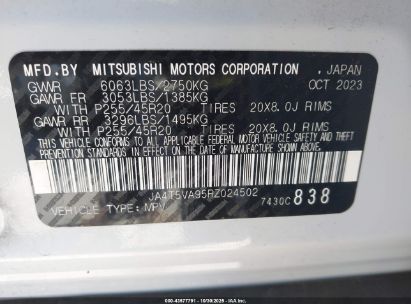 MFD.BY MITSUBISHI MOTORS CORPORATION , JAPAN
GVWR 6063LBS/2750KG OCT 2023
GAWR FR 3053LBS/1385KG
WITH P255/45R20 TIRES 20X8.0J RIMS
GAWR RR 3296LBS/1495KG
WITH P255/45R20 TIRES 20X8.0J RIMS
THIS VEHICLE CONFORMS TO ALL APPLICABLE FEDERAL MOTOR VEHICLE SAFETY, BUMPER, AND THEFT
PREVENTION STANDARDS IN EFFECT ON THE DATE OF MANUFACTURE SHOWN ABOVE.
JA4T5VA95RZ024502
VEHICLE TYPE: MPV 7430C 838